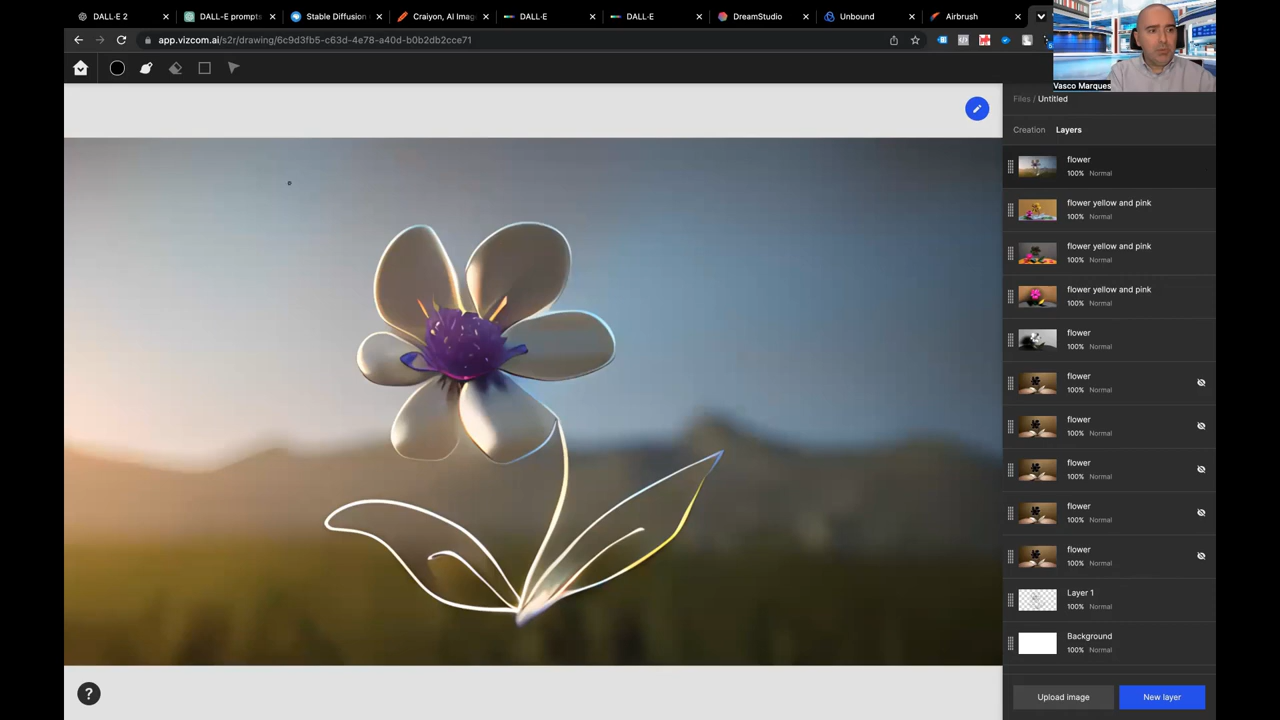 DALL·E 2
DALL-E prompts
Stable Diffusion
Craiyon, AI Imag
DALL·E
DALL·E
DreamStudio
Unbound
Airbrush
app.vizcom.ai/s2r/drawing/6c9d3fb5-c63d-4e78-a40d-b0b2db2cce71
Vasco Marques
Files / Untitled
Creation Layers
flower
100% Normal
flower yellow and pink
100% Normal
flower yellow and pink
100% Normal
flower yellow and pink
100% Normal
flower
100% Normal
flower
100% Normal
flower
100% Normal
flower
100% Normal
flower
100% Normal
flower
100% Normal
Layer 1
100% Normal
Background
100% Normal
Upload image
New layer
?